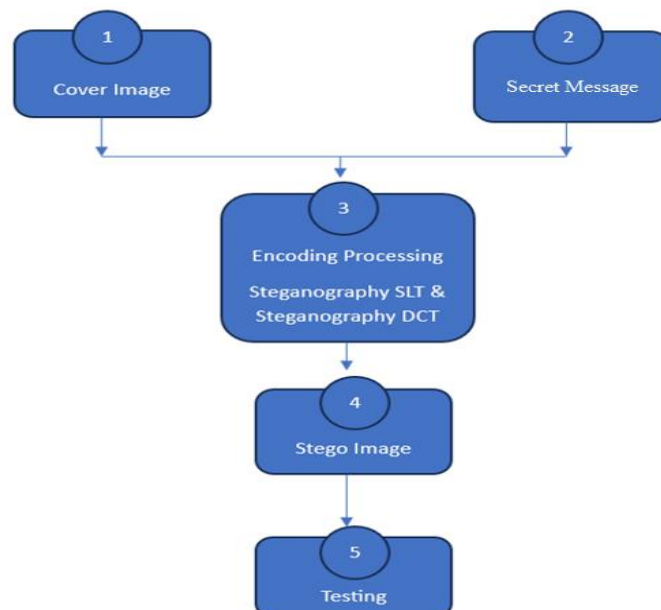 1
Cover Image
2
Secret Message
3
Encoding Processing
Steganography SLT &
Steganography DCT
4
Stego Image
5
Testing